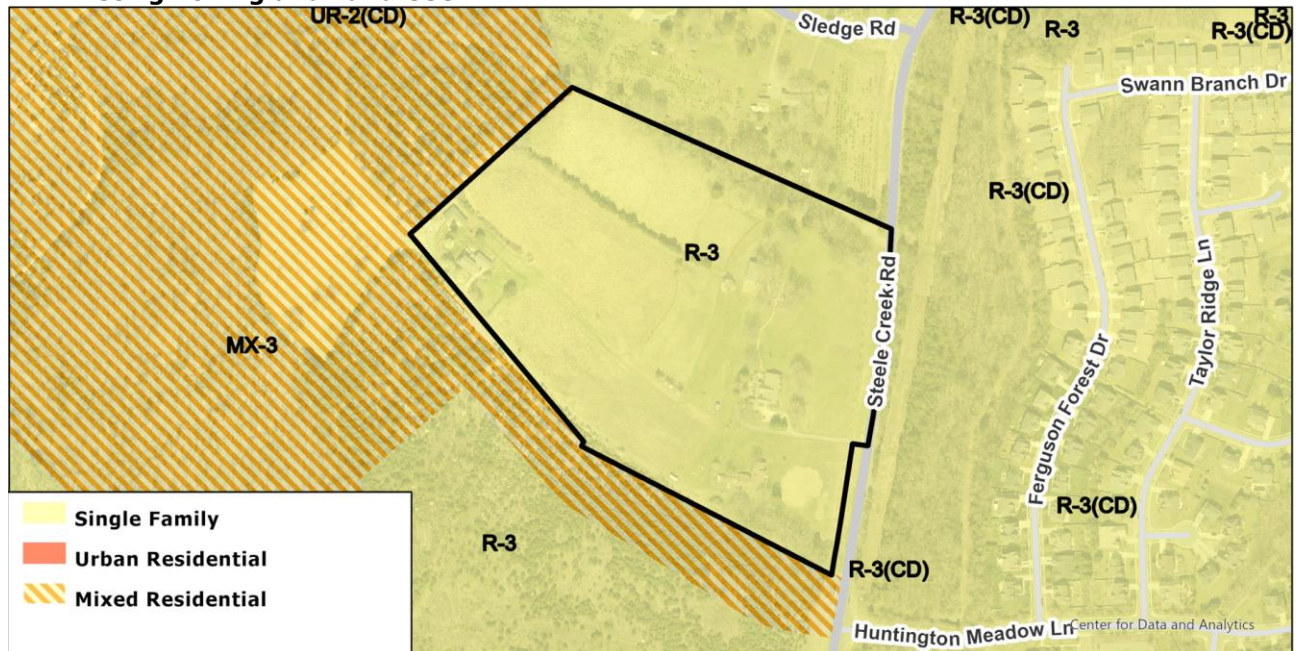 UR-2(CD)
R-3(CD)
R-3
R-3
R-3(CD)
Sledge Rd
Swann Branch Dr
R-3(CD)
R-3
Steele Creek Rd
Taylor Ridge Ln
MX-3
Ferguson Forest Dr
R-3(CD)
Single Family
Urban Residential
Mixed Residential
R-3
R-3(CD)
Huntington Meadow Ln
Center for Data and Analytics